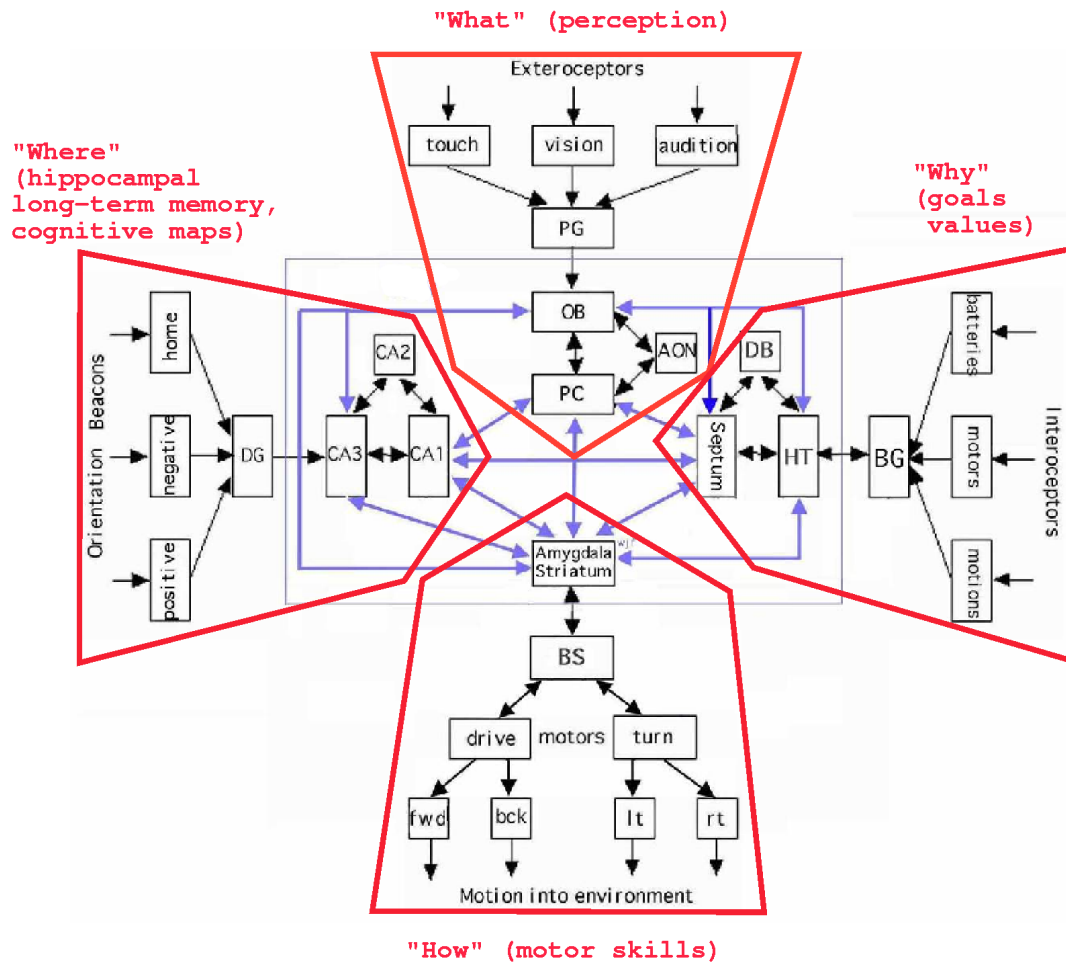 "What" (perception)
Exteroceptors
touch
vision
audition
PG
"Where"
(hippocampal
long-term memory,
cognitive maps)
"Why"
(goals
values)
Orientation Beacons
home
negative
positive
DG
CA3
CA2
CA1
OB
AON
PC
DB
Septum
HT
BG
batteries
motors
motions
Interoceptors
Amygdala
Striatum
BS
drive
motors
turn
fwd
bck
lt
rt
Motion into environment
"How" (motor skills)